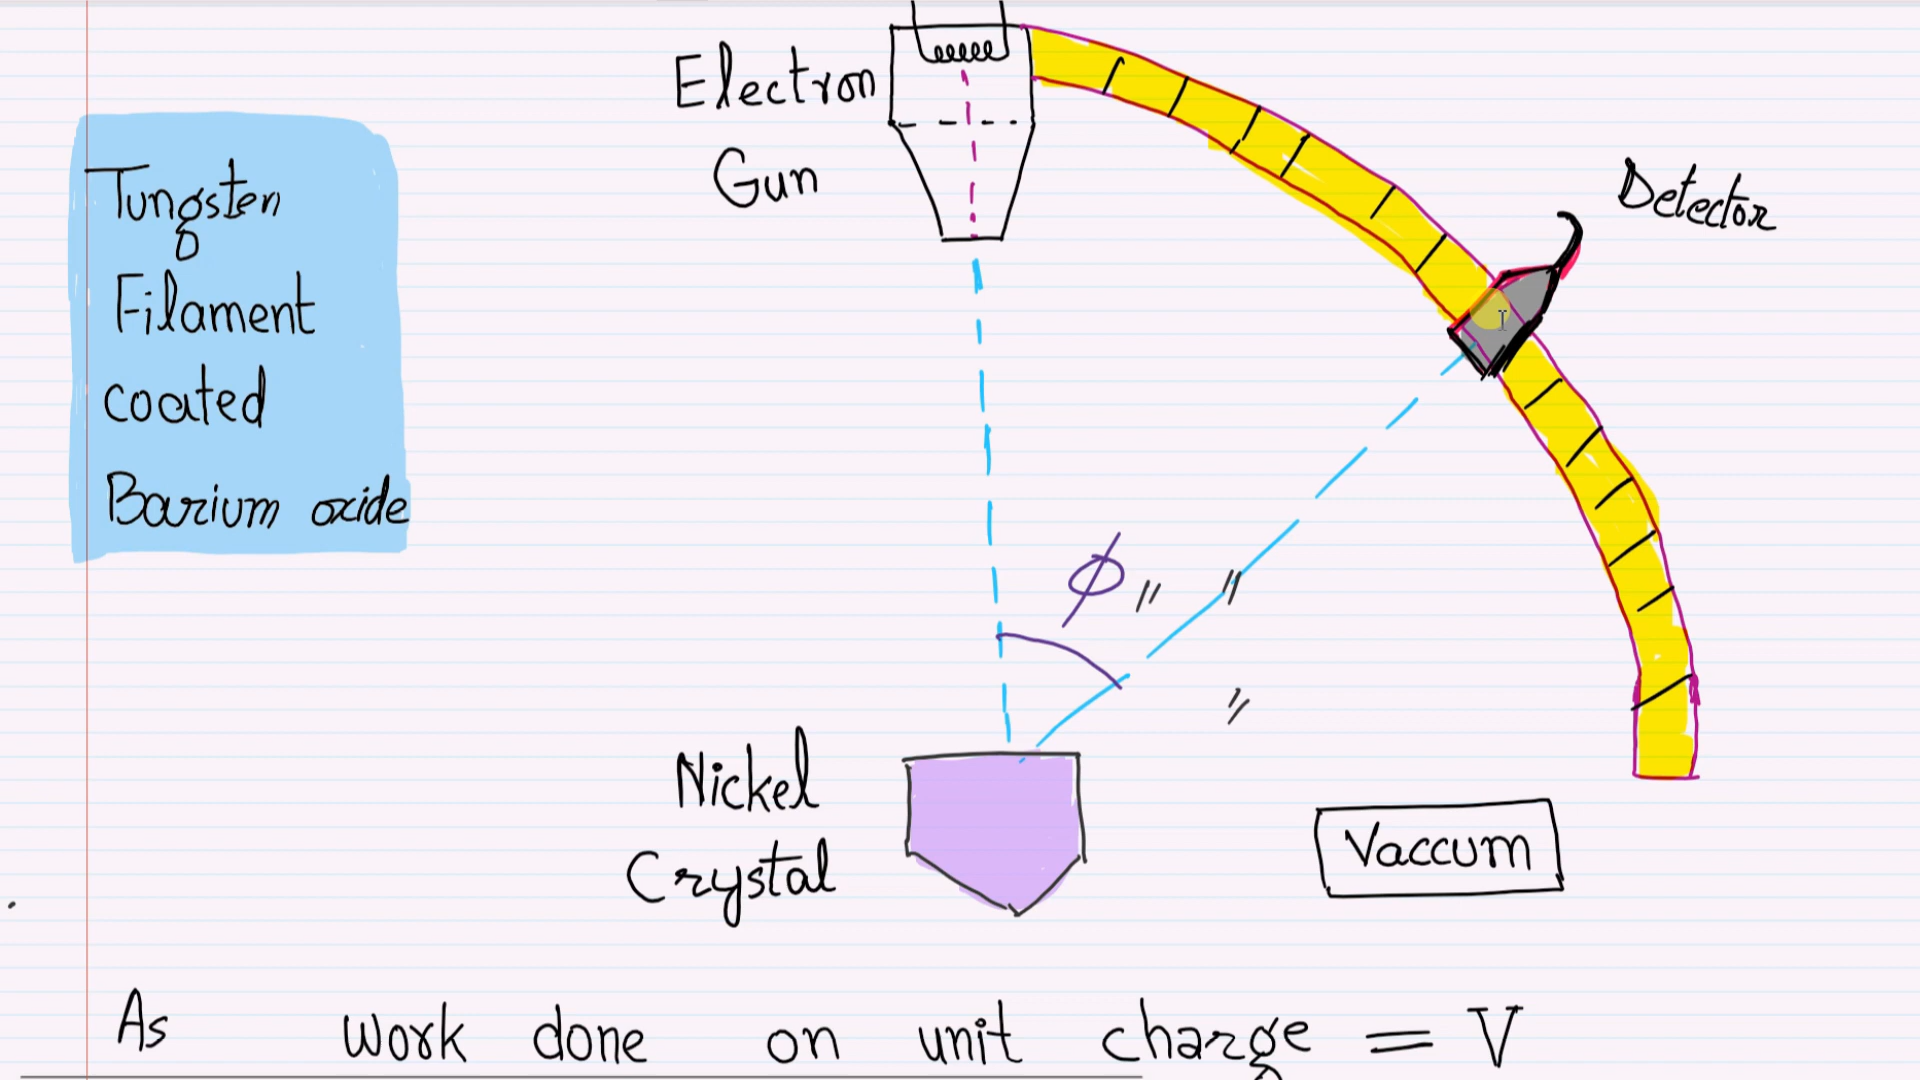 Electron
Gun
Detector
Tungsten
Filament
coated
Barium oxide
ϕ
Nickel
Crystal
Vaccum
As work done on unit charge = V